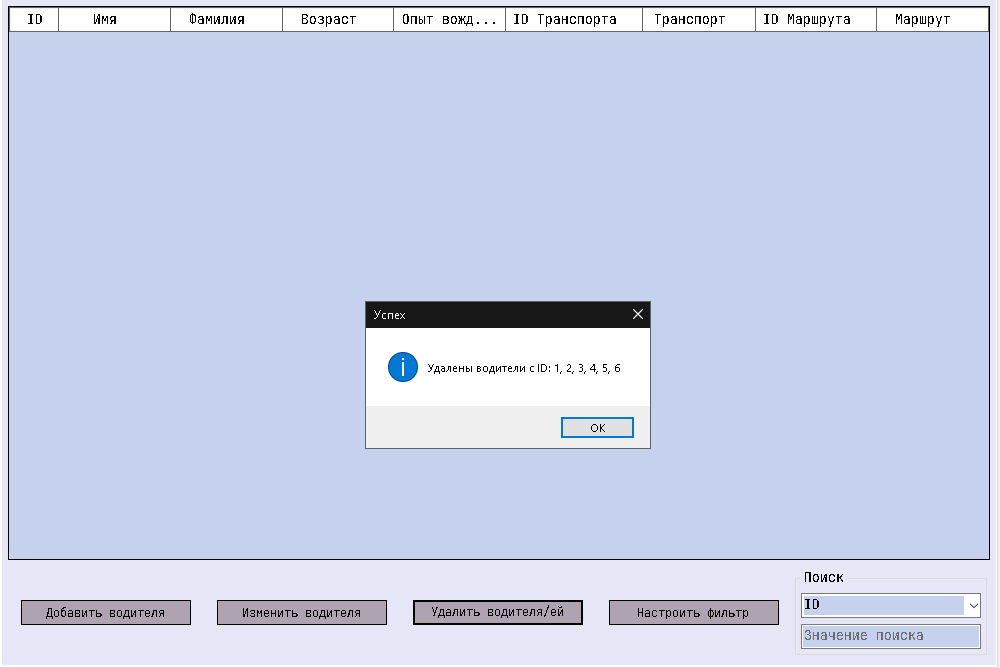 ID Имя Фамилия Возраст Опыт вожд... ID Транспорта Транспорт ID Маршрута Маршрут
Успех
Удалены водители с ID: 1, 2, 3, 4, 5, 6
OK
Поиск
ID
Добавить водителя Изменить водителя Удалить водителя/ей Настроить фильтр
Значение поиска